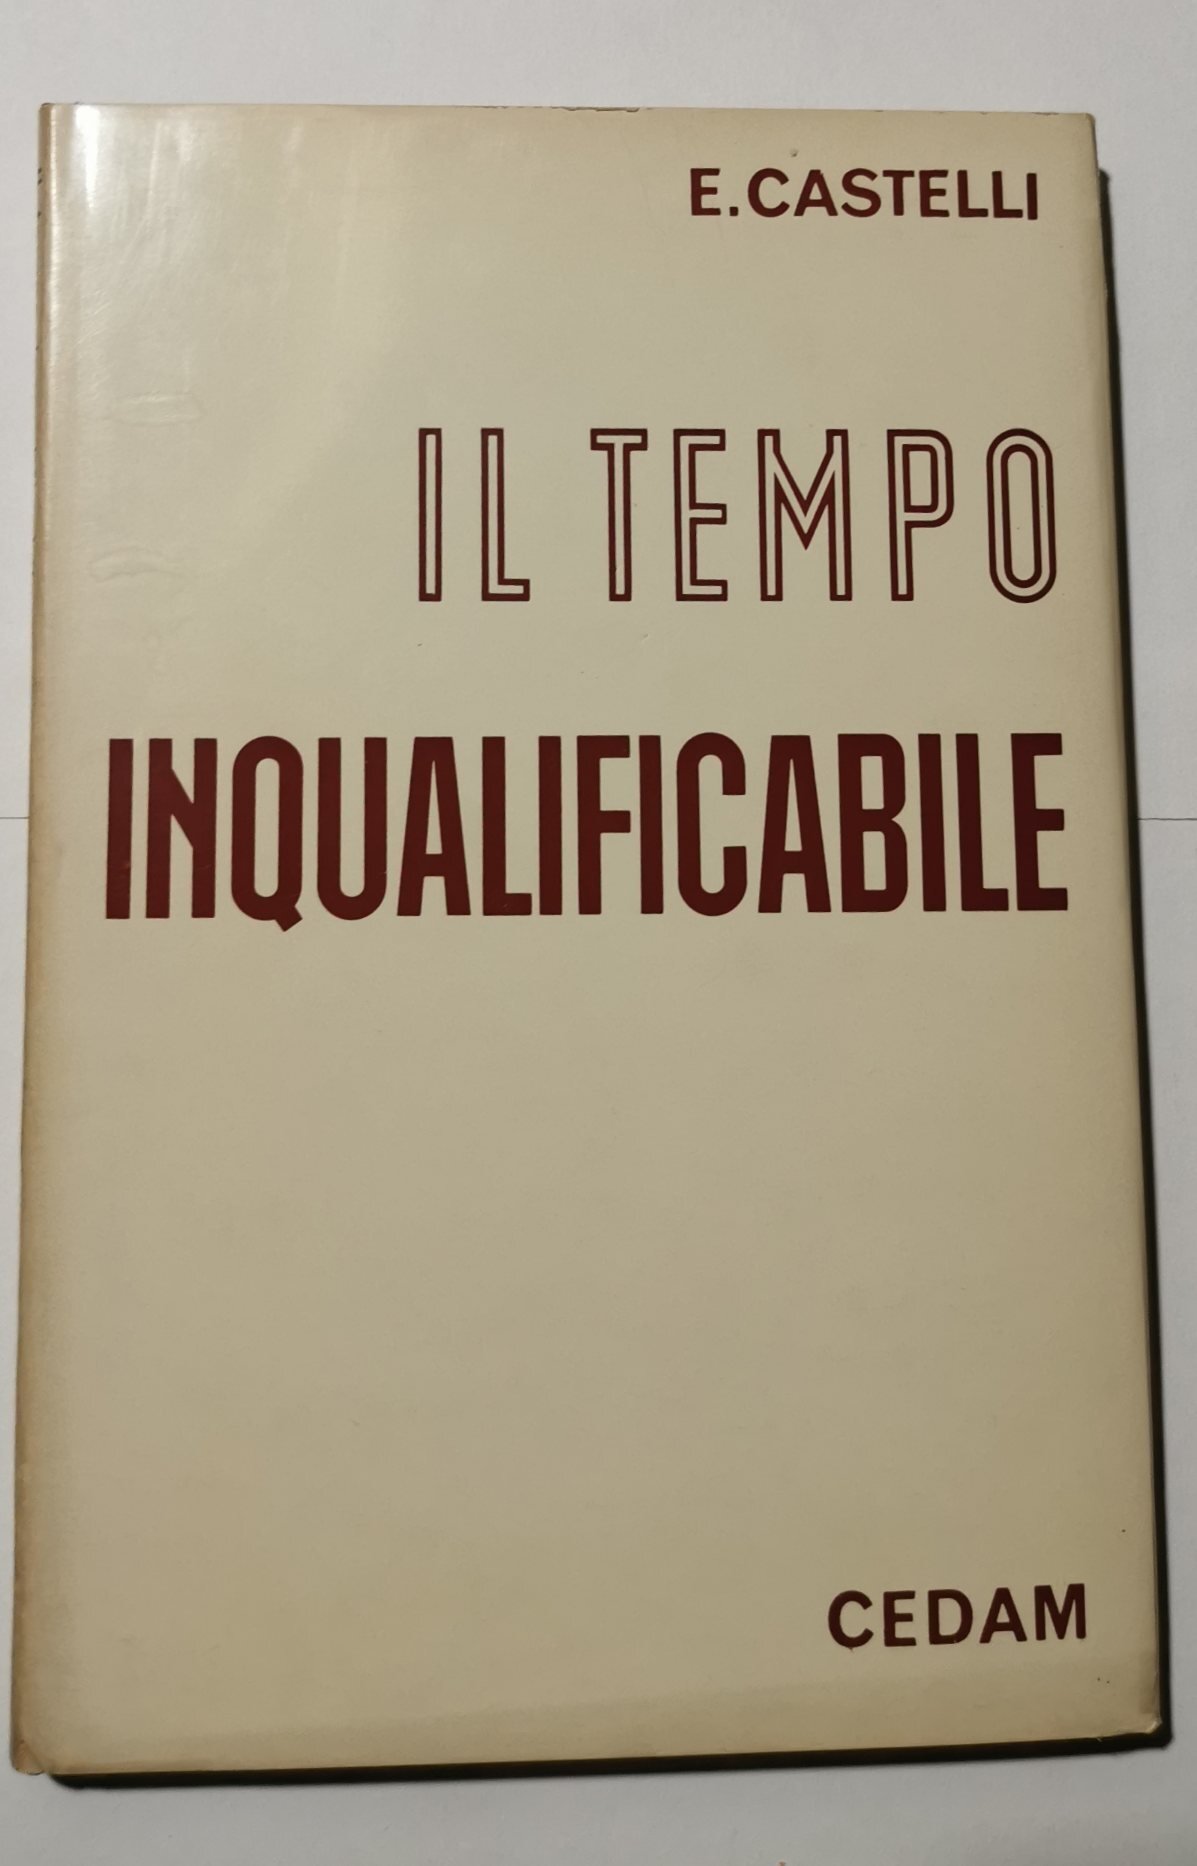 E. CASTELLI
IL TEMPO
INQUALIFICABILE
CEDAM